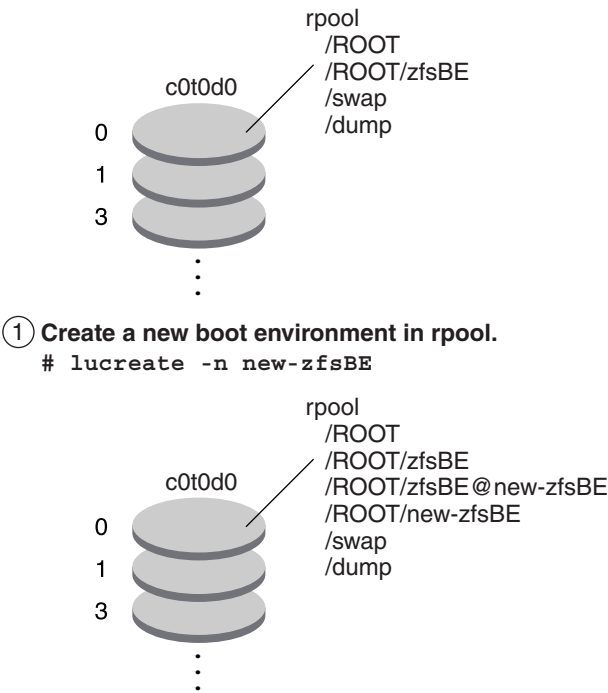 rpool
/ROOT
/ROOT/zfsBE
/swap
/dump
c0t0d0
0
1
3
1 Create a new boot environment in rpool.
# lucreate -n new-zfsBE
rpool
/ROOT
/ROOT/zfsBE
/ROOT/zfsBE@new-zfsBE
/ROOT/new-zfsBE
/swap
/dump
c0t0d0
0
1
3